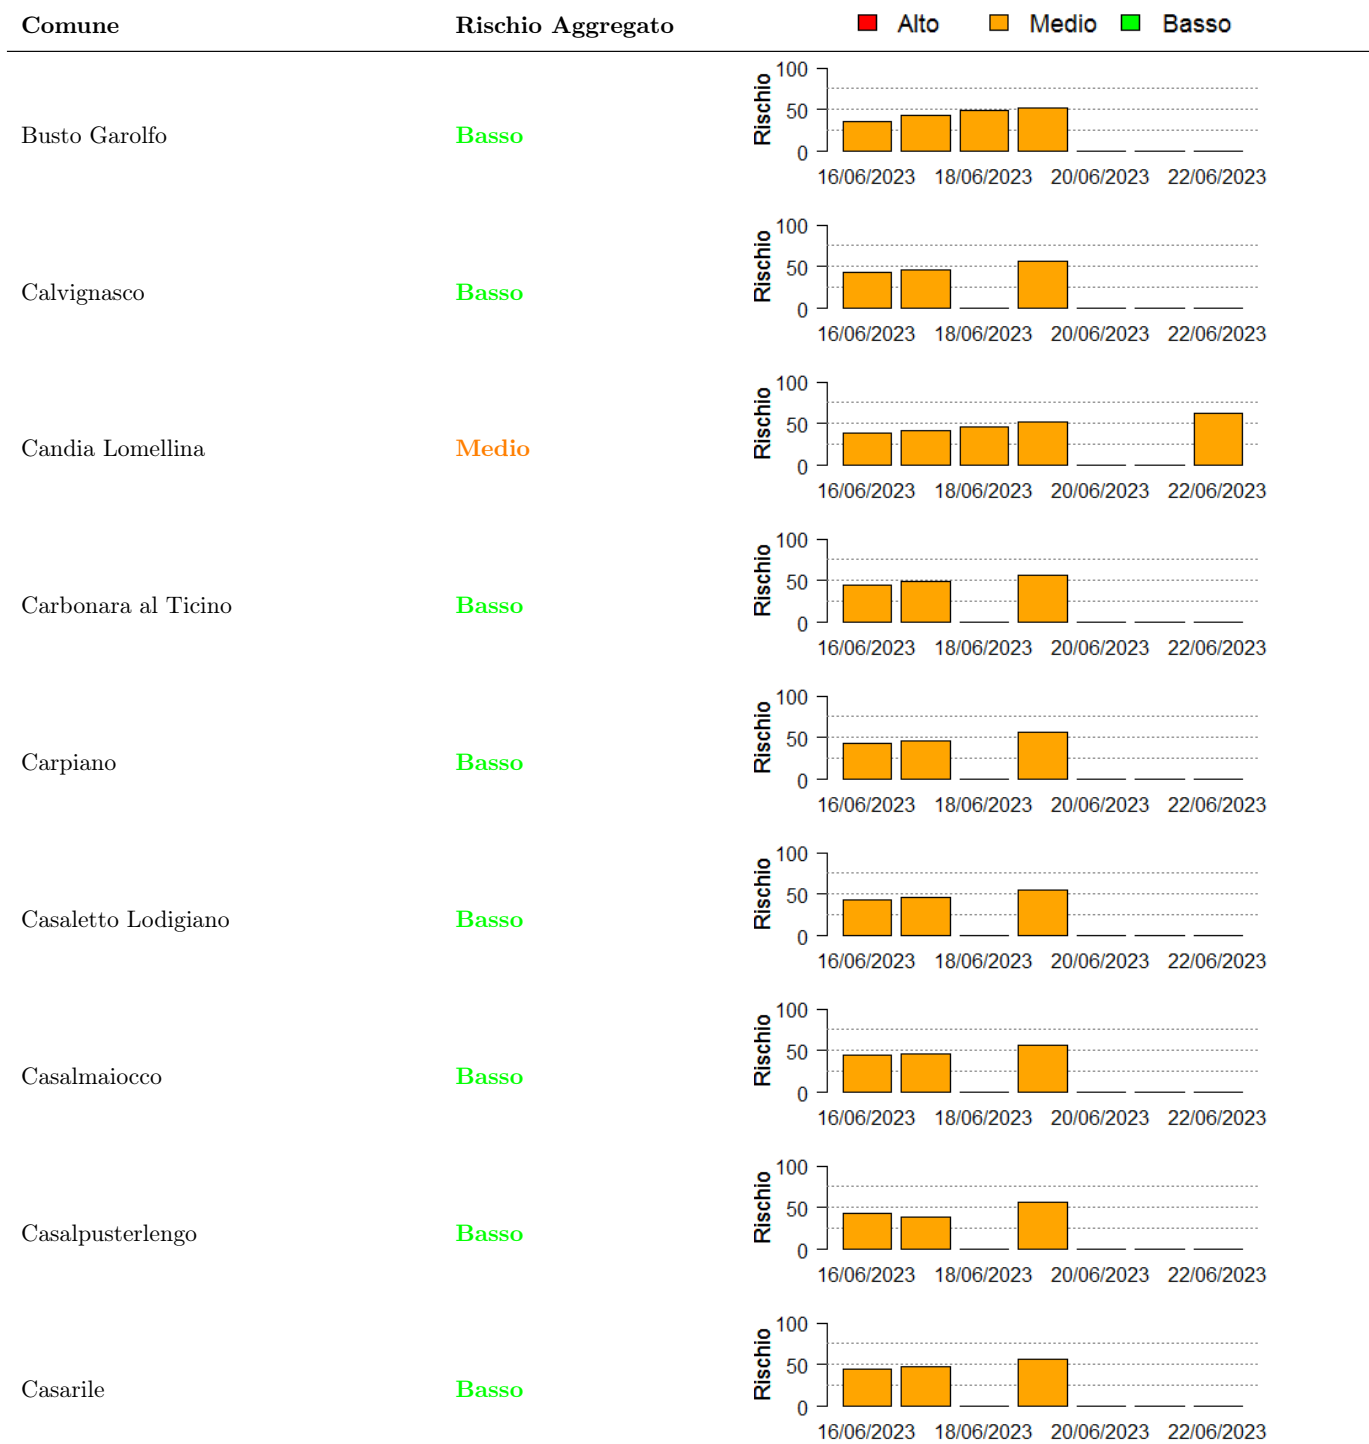 Comune Rischio Aggregato Alto Medio Basso
Busto Garolfo Basso
Rischio
100
50
0
16/06/2023 18/06/2023 20/06/2023 22/06/2023
Calvignasco Basso
Rischio
100
50
0
16/06/2023 18/06/2023 20/06/2023 22/06/2023
Candia Lomellina Medio
Rischio
100
50
0
16/06/2023 18/06/2023 20/06/2023 22/06/2023
Carbonara al Ticino Basso
Rischio
100
50
0
16/06/2023 18/06/2023 20/06/2023 22/06/2023
Carpiano Basso
Rischio
100
50
0
16/06/2023 18/06/2023 20/06/2023 22/06/2023
Casaletto Lodigiano Basso
Rischio
100
50
0
16/06/2023 18/06/2023 20/06/2023 22/06/2023
Casalmaiocco Basso
Rischio
100
50
0
16/06/2023 18/06/2023 20/06/2023 22/06/2023
Casalpusterlengo Basso
Rischio
100
50
0
16/06/2023 18/06/2023 20/06/2023 22/06/2023
Casarile Basso
Rischio
100
50
0
16/06/2023 18/06/2023 20/06/2023 22/06/2023